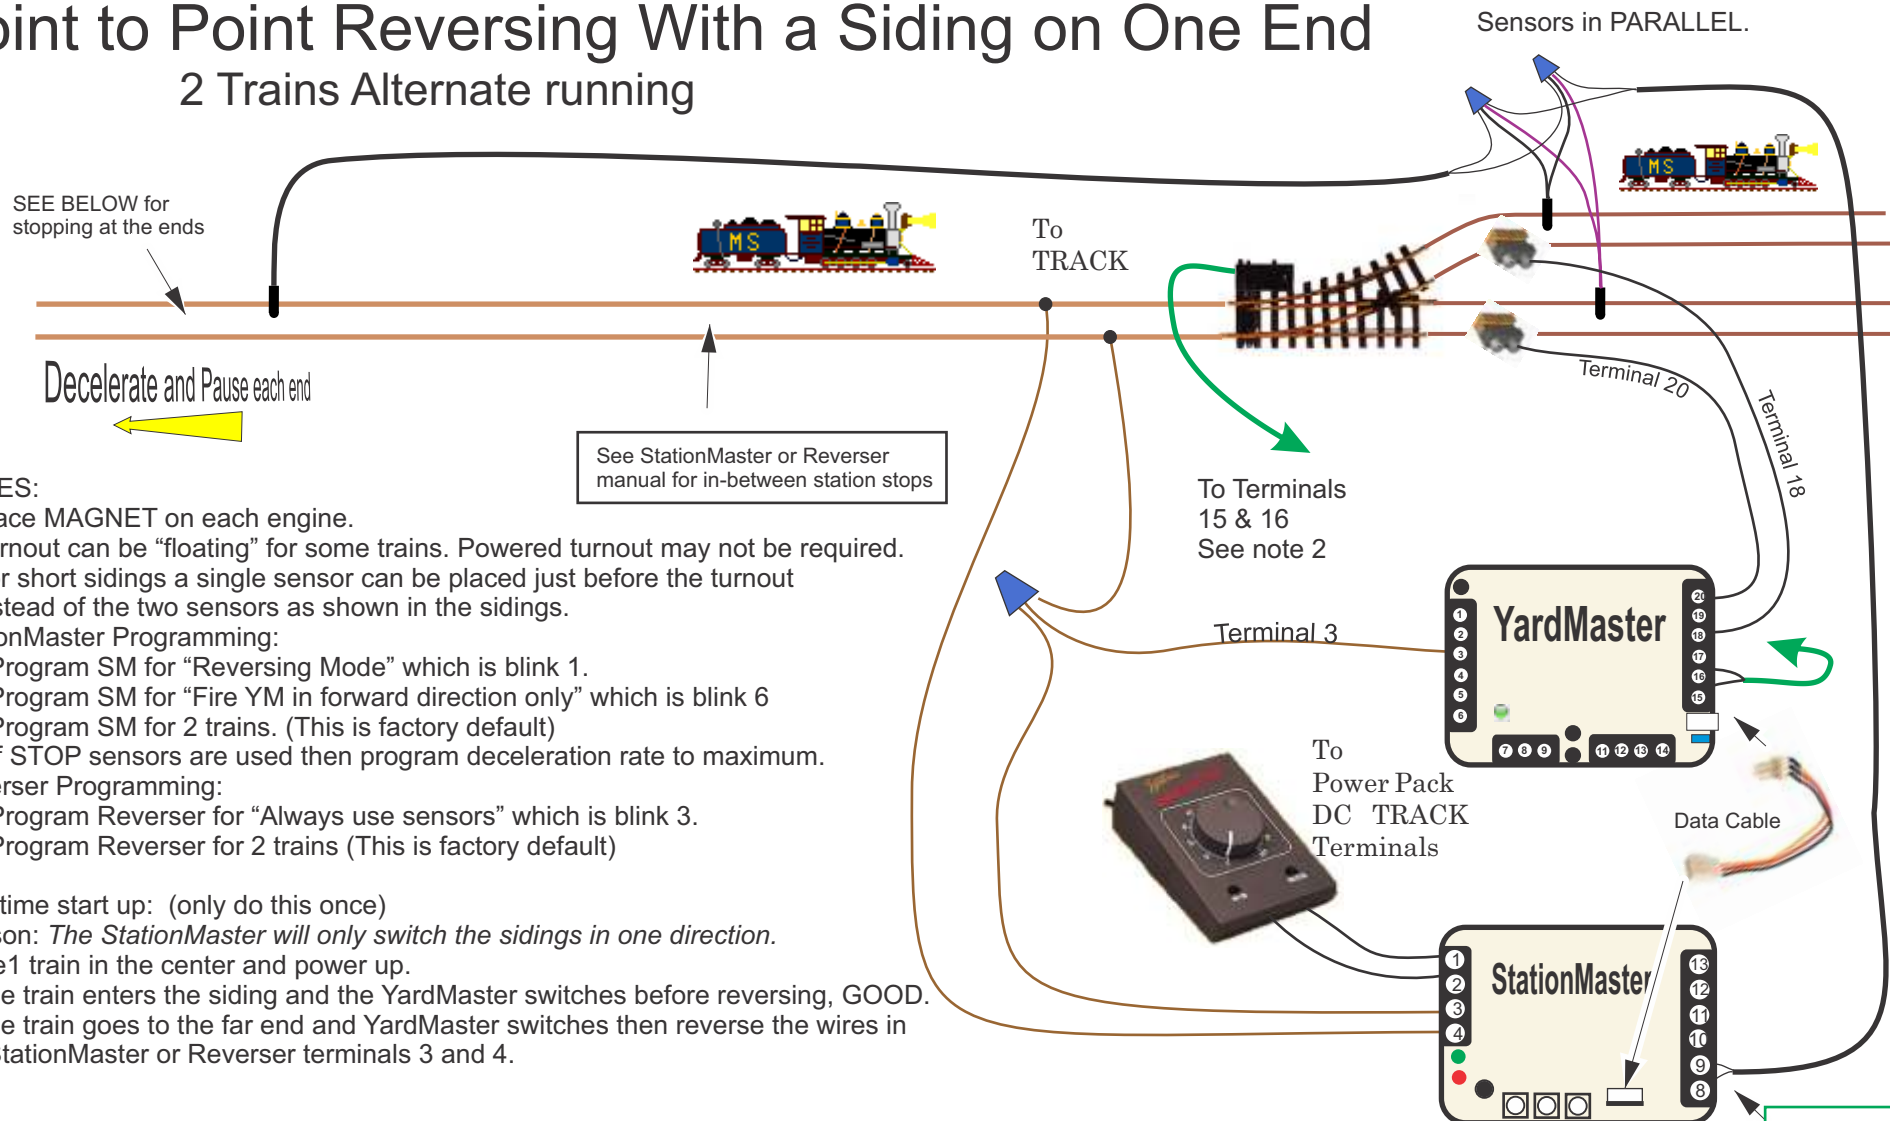 oint to Point Reversing With a Siding on One End
2 Trains Alternate running
Sensors in PARALLEL.
SEE BELOW for
stopping at the ends
MS
MS
To
TRACK
Decelerate and Pause each end
See StationMaster or Reverser
manual for in-between station stops
Terminal 20
Terminal 18
To Terminals
15 & 16
See note 2
ES:
ace MAGNET on each engine.
rnout can be “floating” for some trains. Powered turnout may not be required.
r short sidings a single sensor can be placed just before the turnout
stead of the two sensors as shown in the sidings.
onMaster Programming:
Program SM for “Reversing Mode” which is blink 1.
Program SM for “Fire YM in forward direction only” which is blink 6
Program SM for 2 trains. (This is factory default)
f STOP sensors are used then program deceleration rate to maximum.
erser Programming:
Program Reverser for “Always use sensors” which is blink 3.
Program Reverser for 2 trains (This is factory default)
time start up: (only do this once)
son: The StationMaster will only switch the sidings in one direction.
e1 train in the center and power up.
e train enters the siding and the YardMaster switches before reversing, GOOD.
e train goes to the far end and YardMaster switches then reverse the wires in
StationMaster or Reverser terminals 3 and 4.
Terminal 3
YardMaster
1
2
3
4
5
6
7 8 9
11 12 13 14
20
19
18
17
16
15
To
Power Pack
DC TRACK
Terminals
Data Cable
StationMaster
1
2
3
4
13
12
11
10
9
8